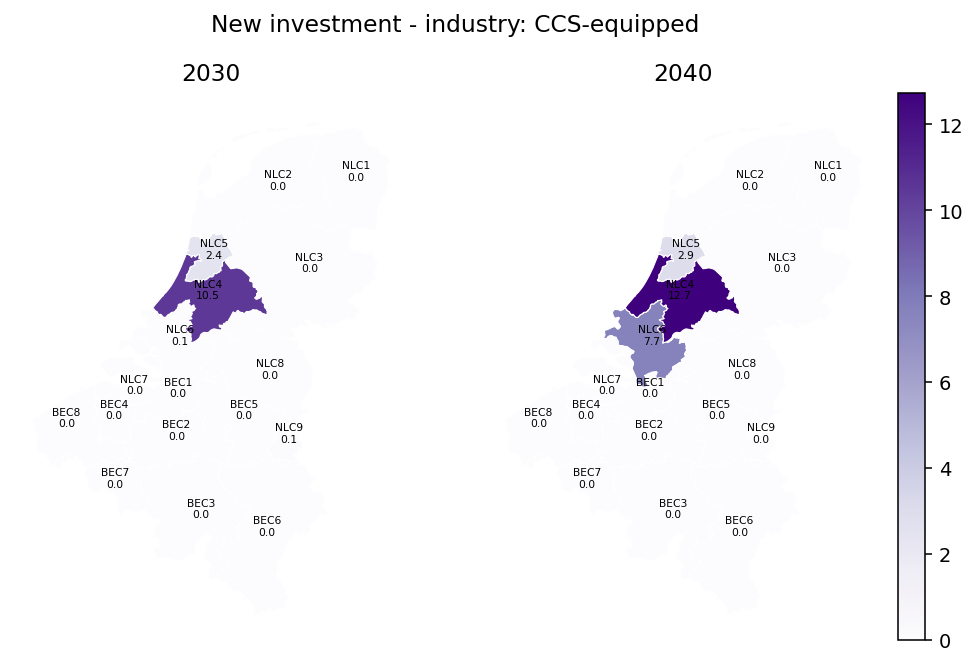 New investment - industry: CCS-equipped
2030
NLC1
0.0
NLC2
0.0
NLC5
2.4
NLC3
0.0
NLC4
10.5
NLC6
0.1
NLC8
0.0
NLC7
0.0
BEC1
0.0
BEC4
0.0
BEC5
0.0
BEC8
0.0
BEC2
0.0
NLC9
0.1
BEC7
0.0
BEC3
0.0
BEC6
0.0
2040
NLC1
0.0
NLC2
0.0
NLC5
2.9
NLC3
0.0
NLC4
12.7
NLC6
7.7
NLC8
0.0
NLC7
0.0
BEC1
0.0
BEC4
0.0
BEC5
0.0
BEC8
0.0
BEC2
0.0
NLC9
0.0
BEC7
0.0
BEC3
0.0
BEC6
0.0
12
10
8
6
4
2
0